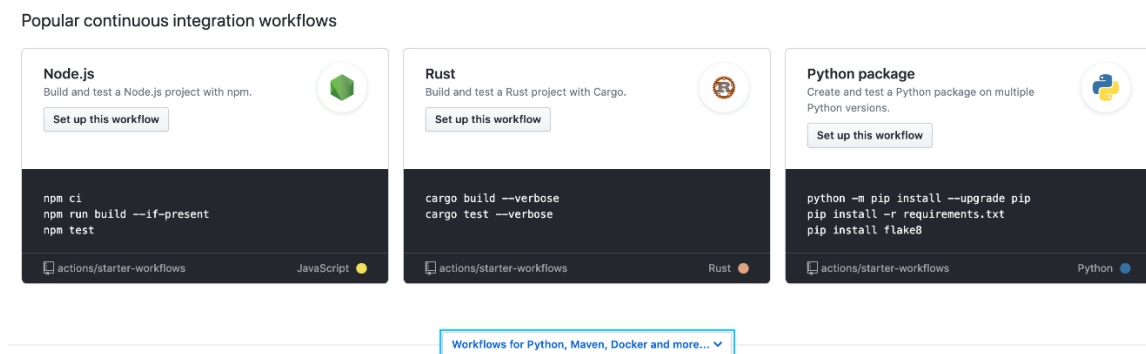 Popular continuous integration workflows
Node.js
Build and test a Node.js project with npm.
Set up this workflow
npm ci
npm run build --if-present
npm test
actions/starter-workflows
JavaScript
Rust
Build and test a Rust project with Cargo.
Set up this workflow
cargo build --verbose
cargo test --verbose
actions/starter-workflows
Rust
Python package
Create and test a Python package on multiple
Python versions.
Set up this workflow
python -m pip install --upgrade pip
pip install -r requirements.txt
pip install flake8
actions/starter-workflows
Python
Workflows for Python, Maven, Docker and more...